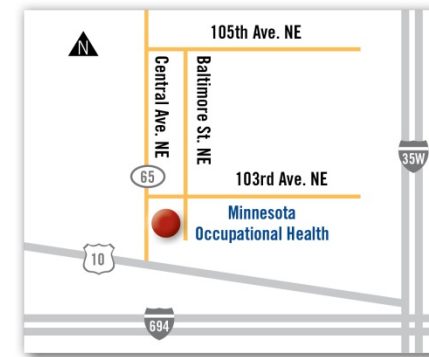 105th Ave. NE
N
Central Ave. NE
Baltimore St. NE
35W
65
103rd Ave. NE
Minnesota
Occupational Health
10
694